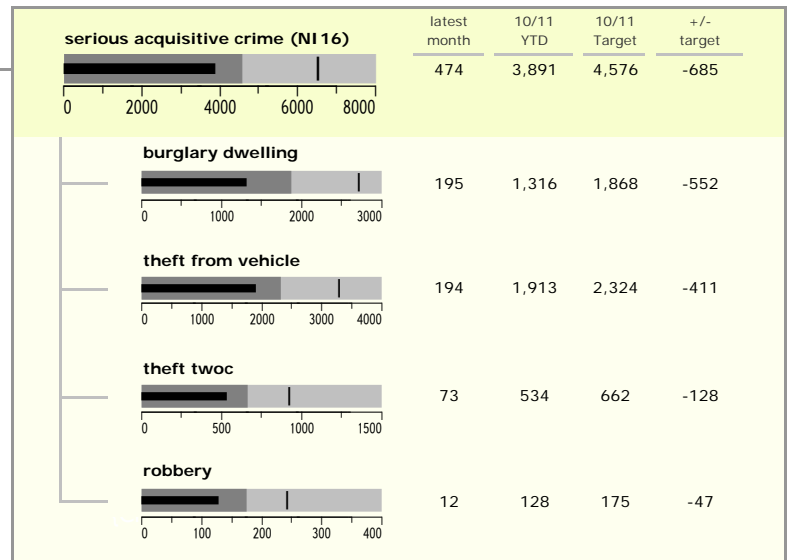 latest 10/11 10/11 +/-
serious acquisitive crime (NI16) month YTD Target target
474 3,891 4,576 -685
0 2000 4000 6000 8000
burglary dwelling
195 1,316 1,868 -552
0 1000 2000 3000
theft from vehicle
194 1,913 2,324 -411
0 1000 2000 3000 4000
theft twoc
73 534 662 -128
0 500 1000 1500
robbery
12 128 175 -47
0 100 200 300 400